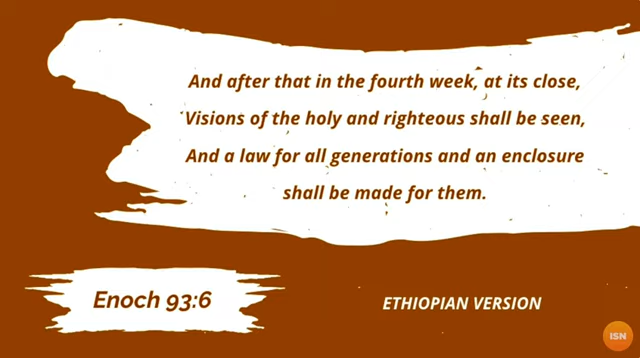 And after that in the fourth week, at its close,
Visions of the holy and righteous shall be seen,
And a law for all generations and an enclosure
shall be made for them.
Enoch 93:6
ETHIOPIAN VERSION
ISN